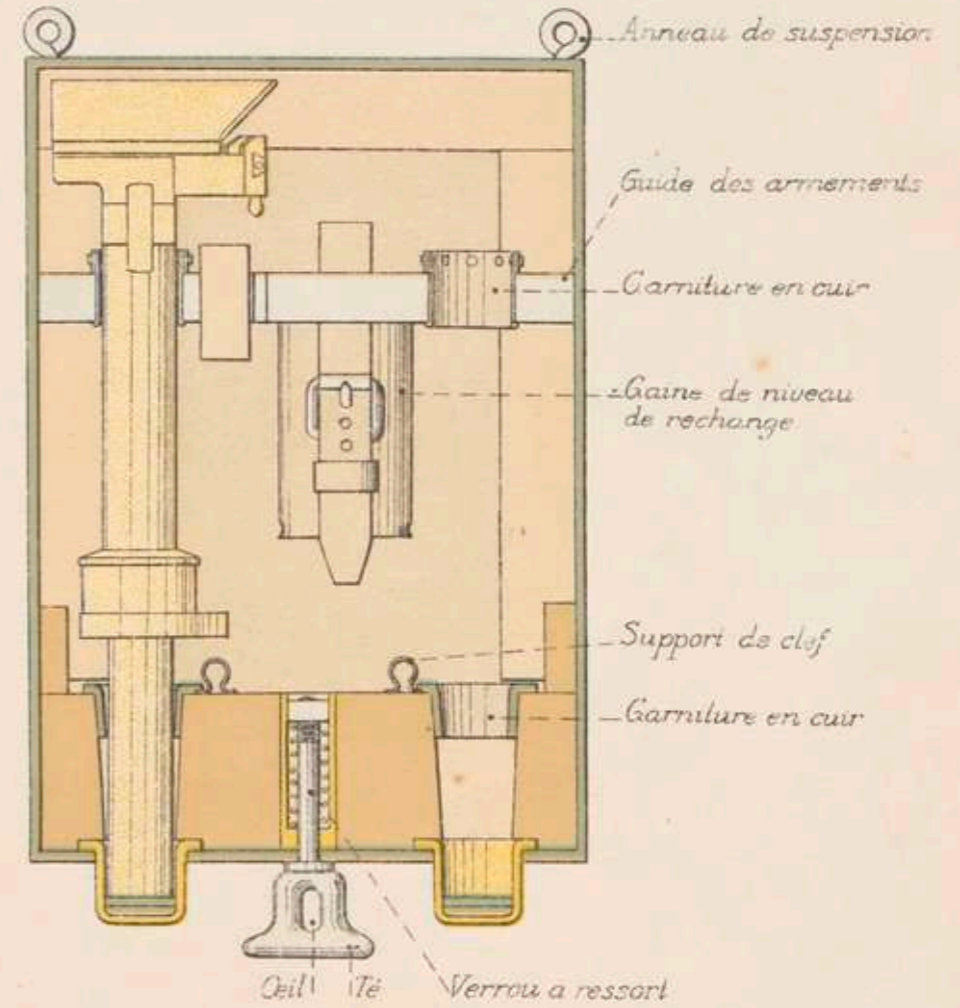 Anneau de suspension
Guide des armements
Garniture en cuir
Gaine de niveau
de rechange
Support de clef
Garniture en cuir
Œil Té Verrou a ressort